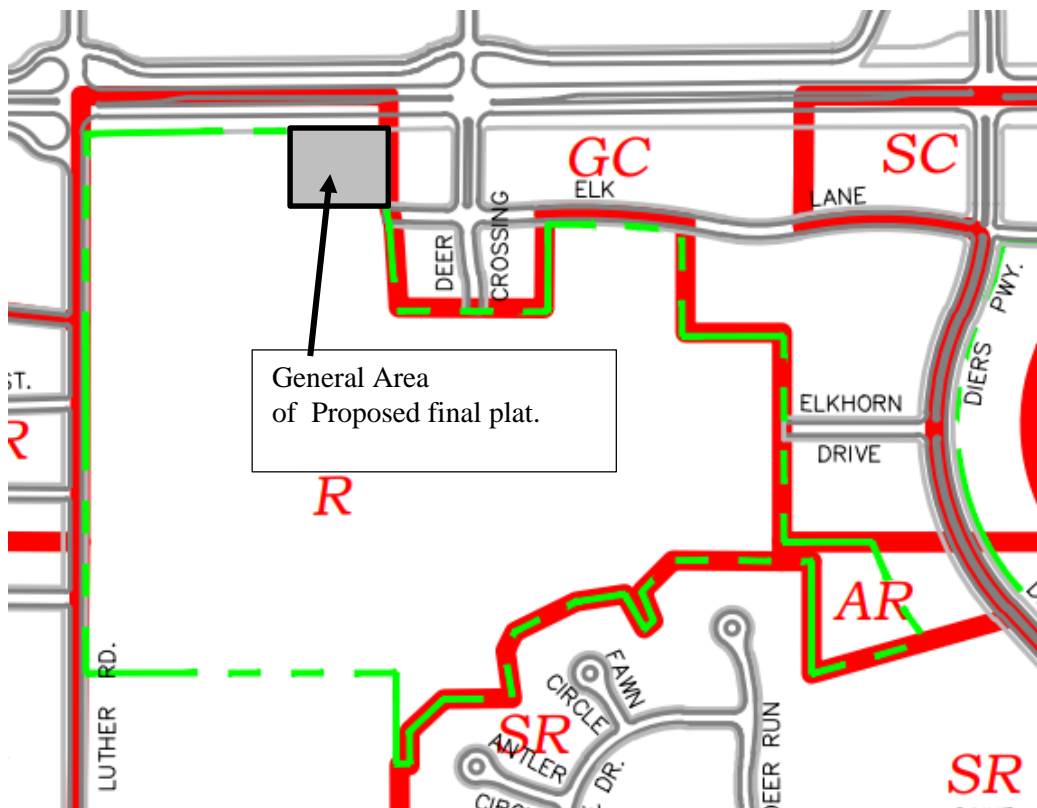 GC
SC
ELK
LANE
DEER
CROSSING
PWY.
DIERS
General Area
of Proposed final plat.
ST.
R
R
ELKHORN
DRIVE
AR
LUTHER RD.
FAWN
CIRCLE
SR
ANTLER
DR.
DEER RUN
SR